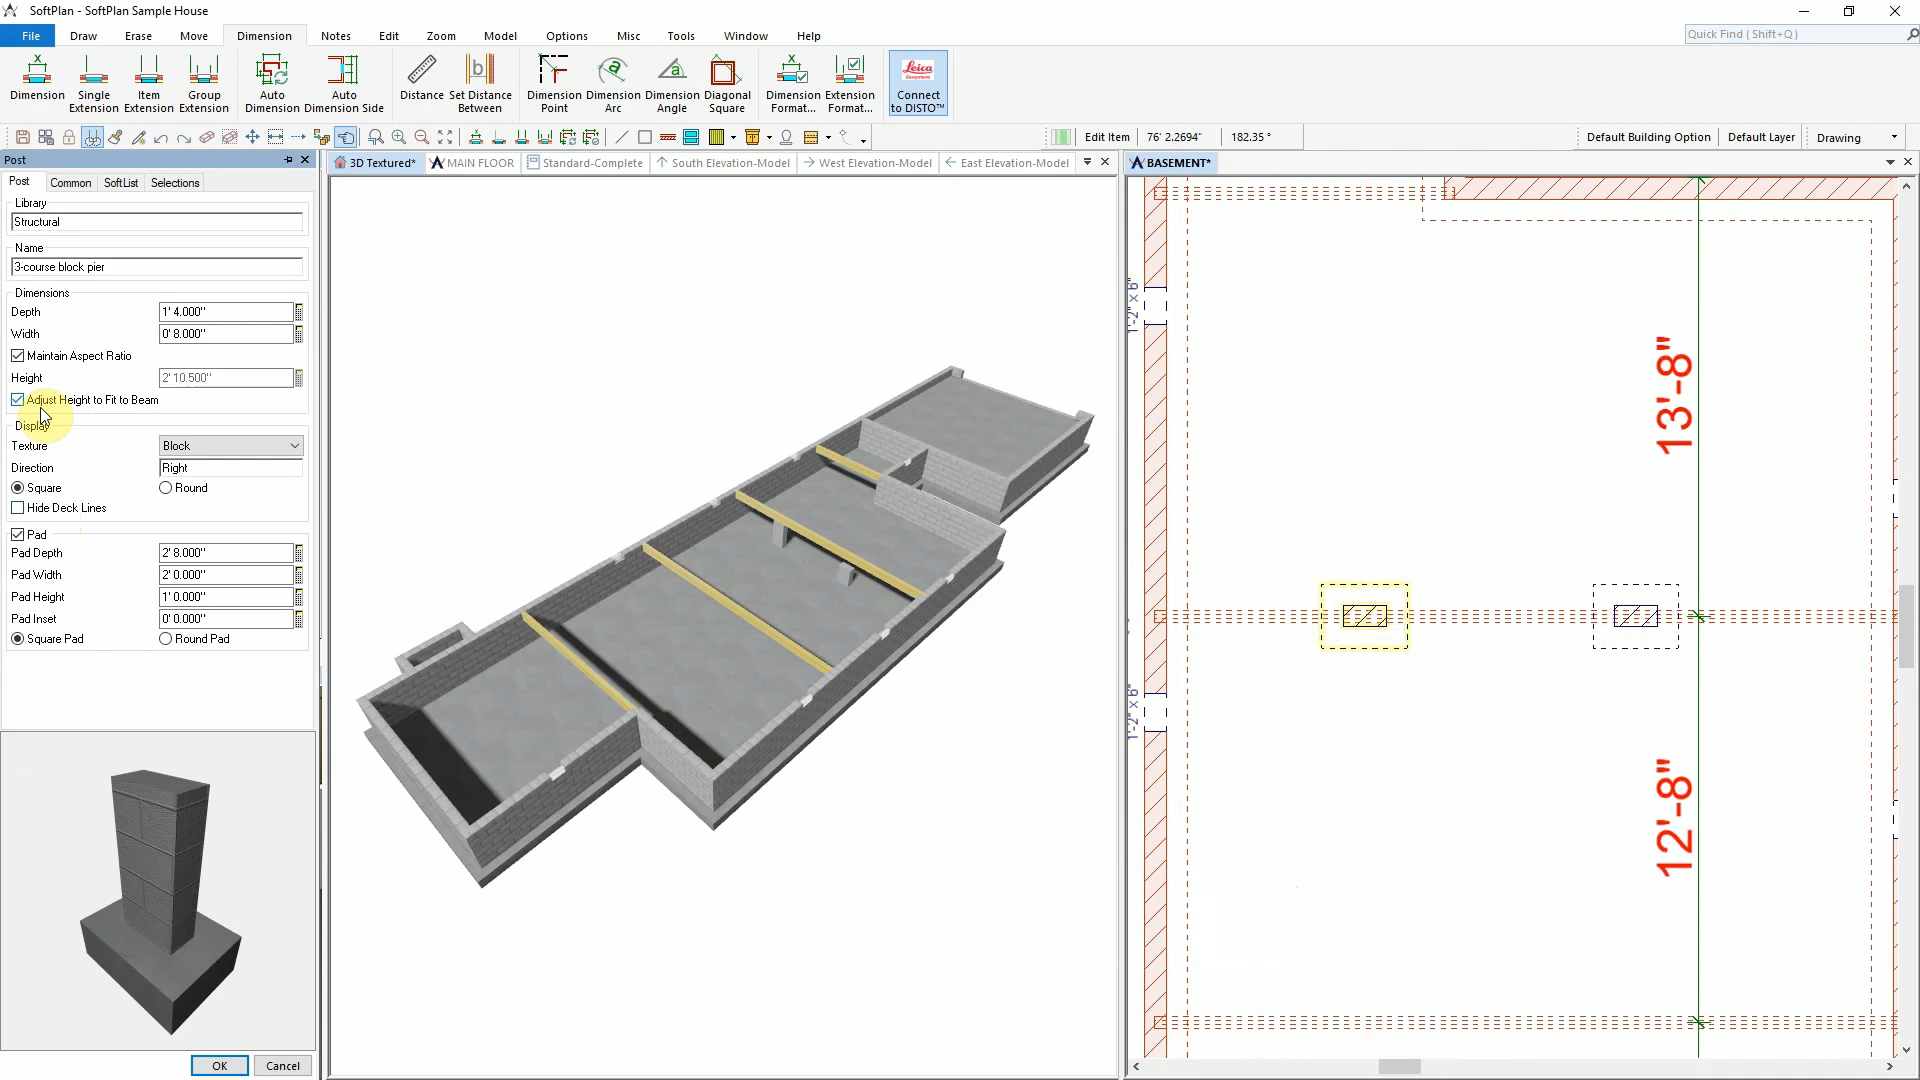 SoftPlan - SoftPlan Sample House
File Draw Erase Move Dimension Notes Edit Zoom Model Options Misc Tools Window Help
Quick Find ( Shift+Q )
Dimension
Single Extension
Item Extension
Group Extension
Auto Dimension
Auto Dimension Side
Distance
Set Distance Between
Dimension Point
Dimension Arc
Dimension Angle
Diagonal Square
Dimension Format...
Extension Format...
Leica
Geosystems
Connect to DISTO™
Edit Item 76' 2.2694" 182.35 °
Default Building Option Default Layer Drawing
Post
Post Common SoftList Selections
3D Textured* MAIN FLOOR Standard-Complete South Elevation-Model West Elevation-Model East Elevation-Model
BASEMENT*
Library
Structural
Name
3-course block pier
Dimensions
Depth 1' 4.000"
Width 0' 8.000"
Maintain Aspect Ratio
Height 2' 10.500"
Adjust Height to Fit to Beam
Display
Texture Block
Direction Right
Square Round
Hide Deck Lines
Pad
Pad Depth 2' 8.000"
Pad Width 2' 0.000"
Pad Height 1' 0.000"
Pad Inset 0' 0.000"
Square Pad Round Pad
OK Cancel
1'-2" x 6"
13'-8"
1'-2" x 6"
12'-8"